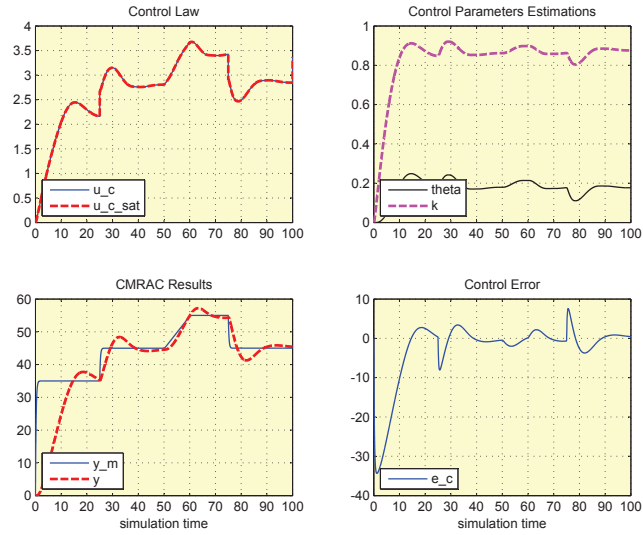 Control Law
4
3.5
3
2.5
2
1.5
1
0.5
0
u_c
u_c_sat
0 10 20 30 40 50 60 70 80 90 100
Control Parameters Estimations
1
0.8
0.6
0.4
0.2
0
theta
k
0 10 20 30 40 50 60 70 80 90 100
CMRAC Results
60
50
40
30
20
10
0
y_m
y
0 10 20 30 40 50 60 70 80 90 100
simulation time
Control Error
10
0
-10
-20
-30
-40
e_c
0 10 20 30 40 50 60 70 80 90 100
simulation time